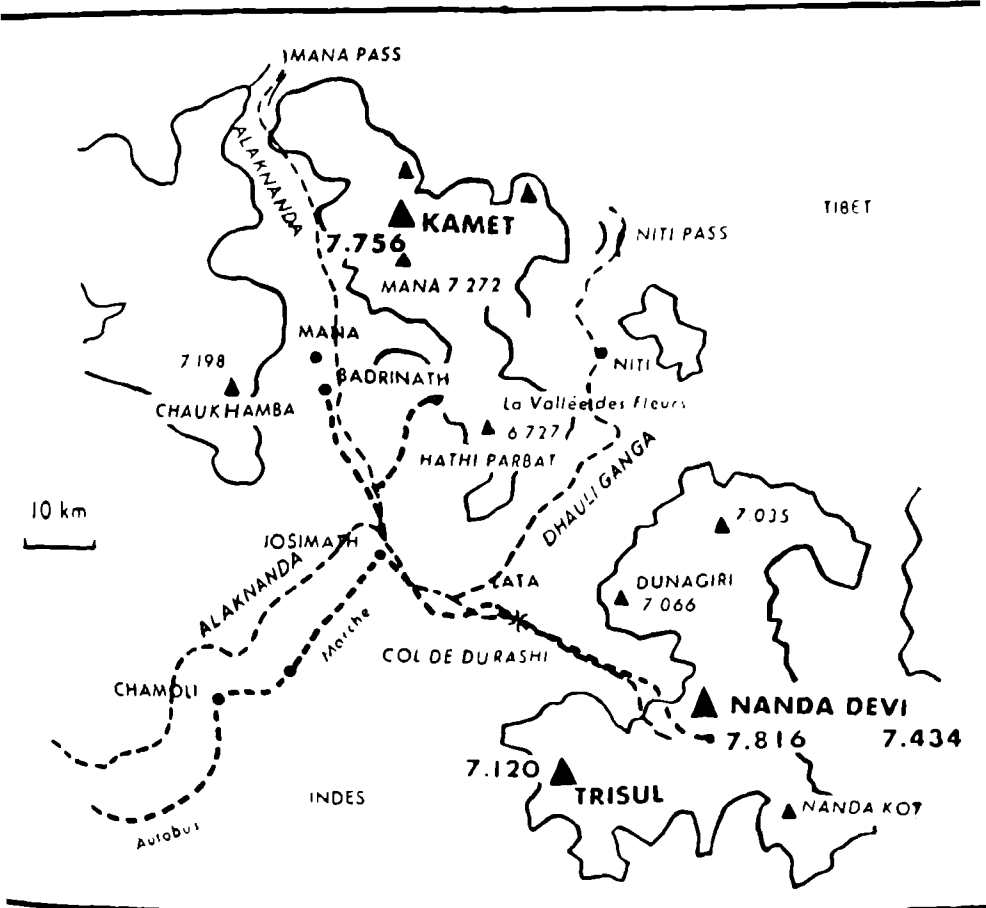 MANA PASS
ALAKNANDA
KAMET
7.756
TIBET
NITI PASS
MANA 7 272
MANA
7 198
BADRINATH
NITI
CHAUKHAMBA
La Vallée des Fleurs
6 727
HATHI PARBAT
DHAULI GANGA
10 km
7.035
JOSIMATH
ALAKNANDA
LATA
DUNAGIRI
7 066
Marche
COL DE DURASHI
CHAMOLI
NANDA DEVI
7.816
7.434
7.120
TRISUL
INDES
NANDA KOT
Autobus